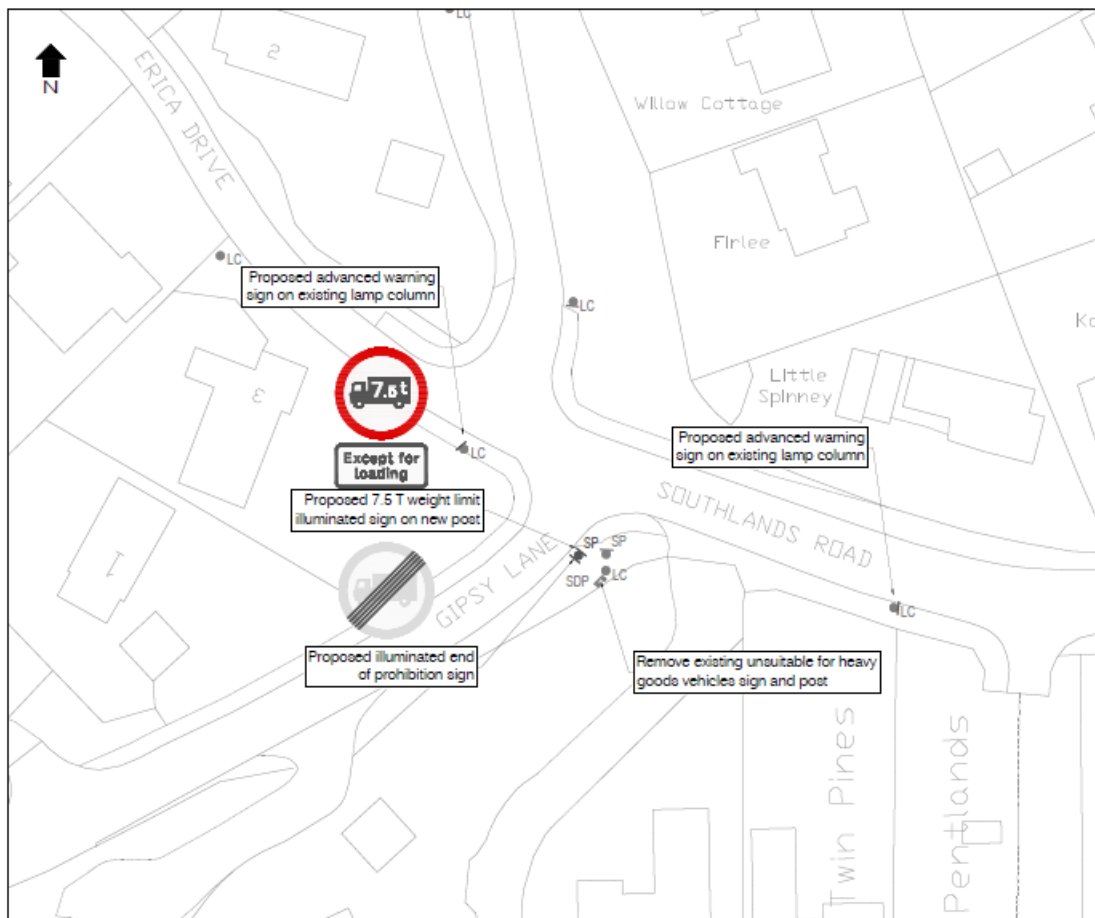 LC
N
2
ERICA DRIVE
Willow Cottage
Firlee
LC
Proposed advanced warning
sign on existing lamp column
LC
Little
Spinney
3
7.5t
Except for
loading
LC
Proposed advanced warning
sign on existing lamp column
Proposed 7.5 T weight limit
illuminated sign on new post
SOUTHLANDS ROAD
1
GIPSY LANE
SP
SP
SDP
LC
LC
Proposed illuminated end
of prohibition sign
Remove existing unsuitable for heavy
goods vehicles sign and post
Twin Pines
Pentlands